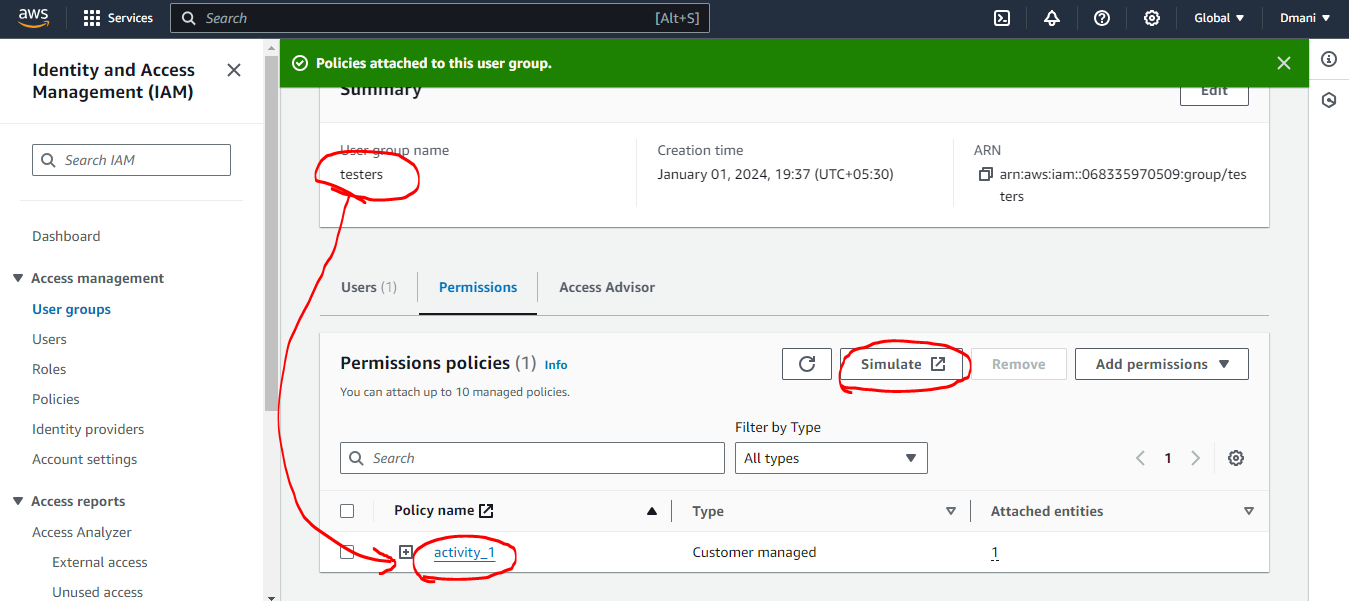 aws
Services
Search
[Alt+S]
Global
Dmani
Identity and Access
Management (IAM)
Search IAM
Dashboard
Access management
User groups
Users
Roles
Policies
Identity providers
Account settings
Access reports
Access Analyzer
External access
Unused access
Policies attached to this user group.
Summary
Edit
User group name
testers
Creation time
January 01, 2024, 19:37 (UTC+05:30)
ARN
arn:aws:iam::068335970509:group/tes
ters
Users (1)
Permissions
Access Advisor
Permissions policies (1) Info
You can attach up to 10 managed policies.
Simulate
Remove
Add permissions
Filter by Type
Search
All types
1
Policy name
Type
Attached entities
activity_1
Customer managed
1